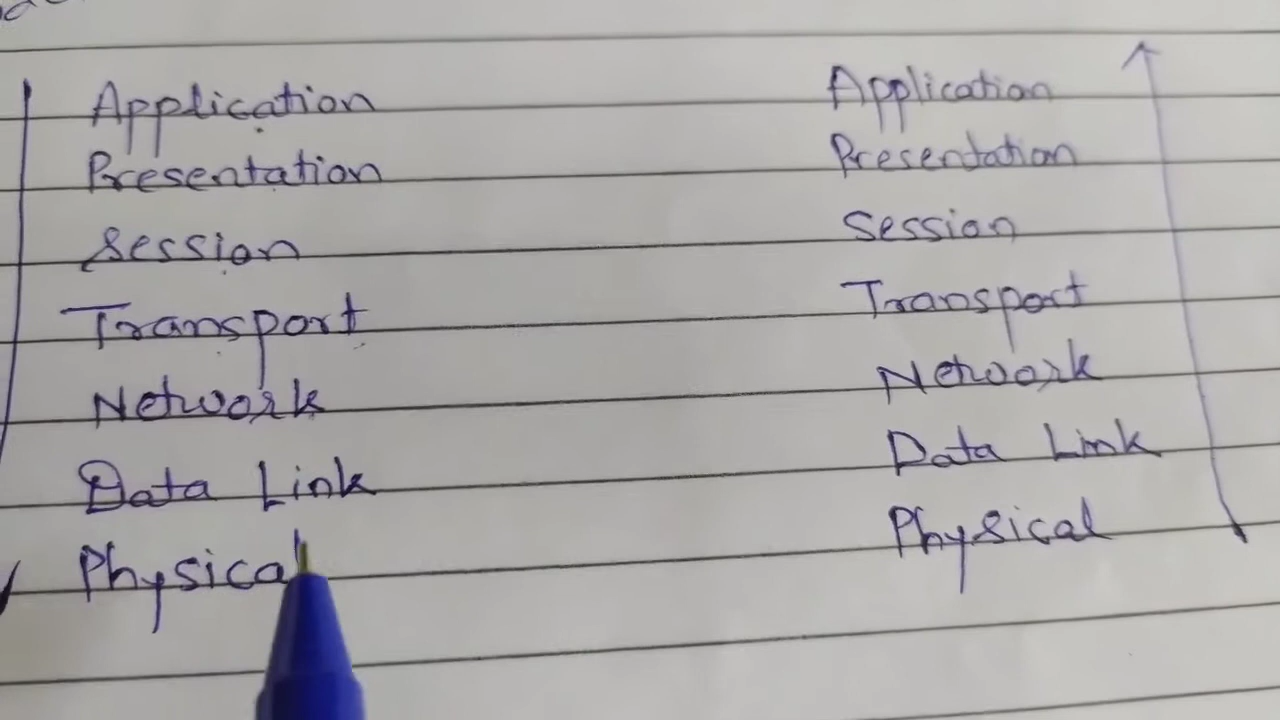 Application Application
Presentation Presentation
Session Session
Transport Transport
Network Network
Data Link Data Link
Physical Physical